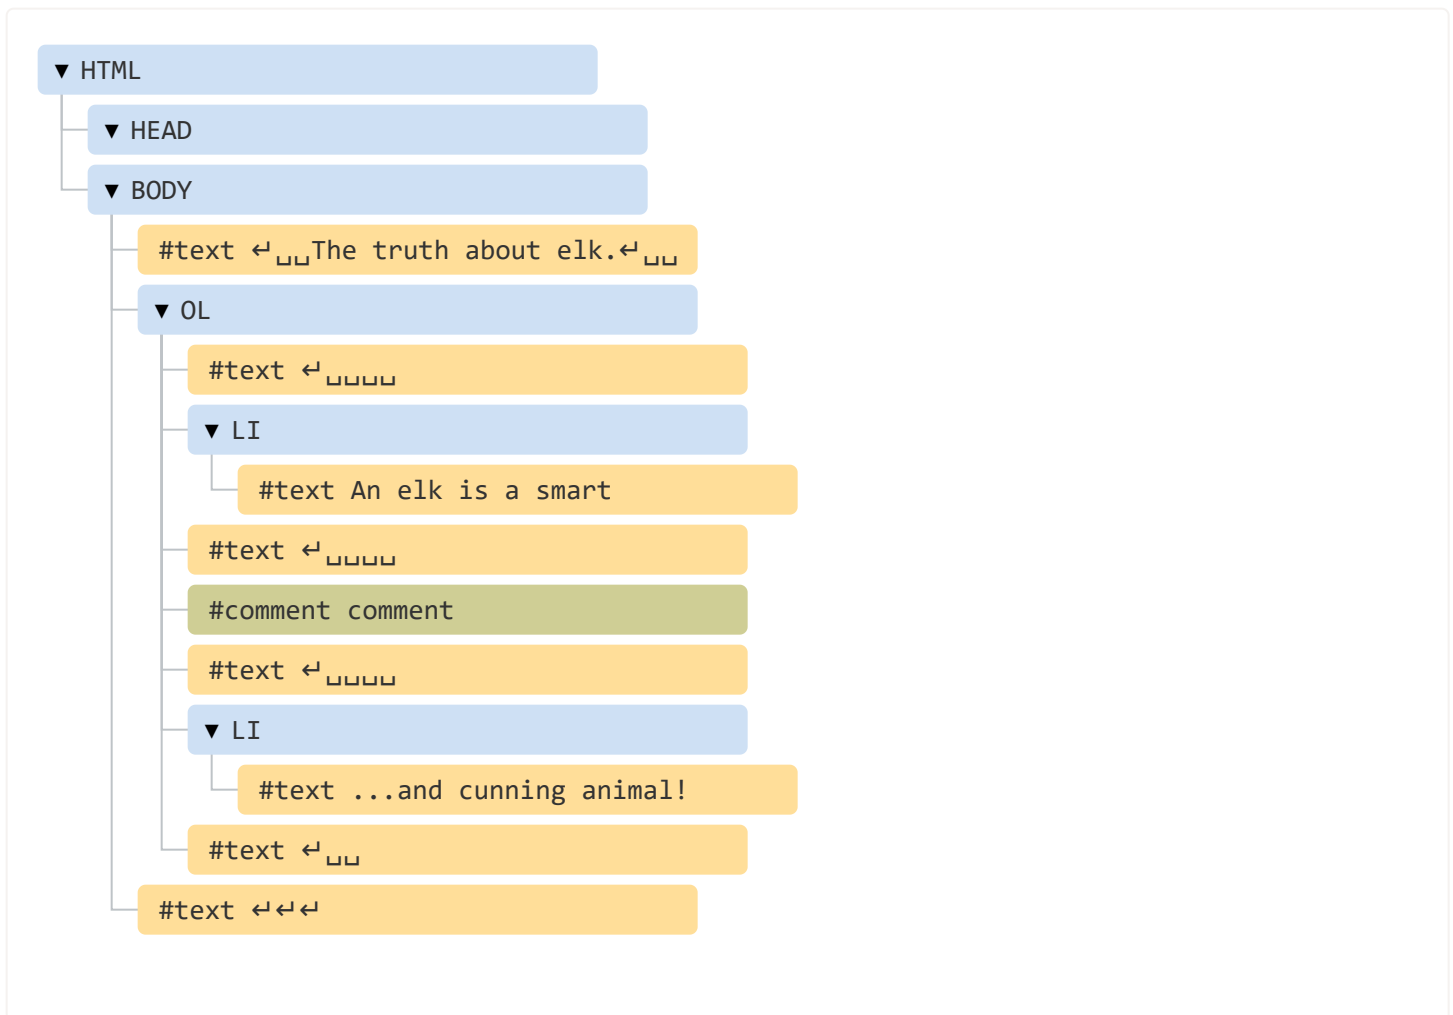 ▼ HTML
▼ HEAD
▼ BODY
#text ↵␣␣The truth about elk.↵␣␣
▼ OL
#text ↵␣␣␣␣
▼ LI
#text An elk is a smart
#text ↵␣␣␣␣
#comment comment
#text ↵␣␣␣␣
▼ LI
#text ...and cunning animal!
#text ↵␣␣
#text ↵↵↵